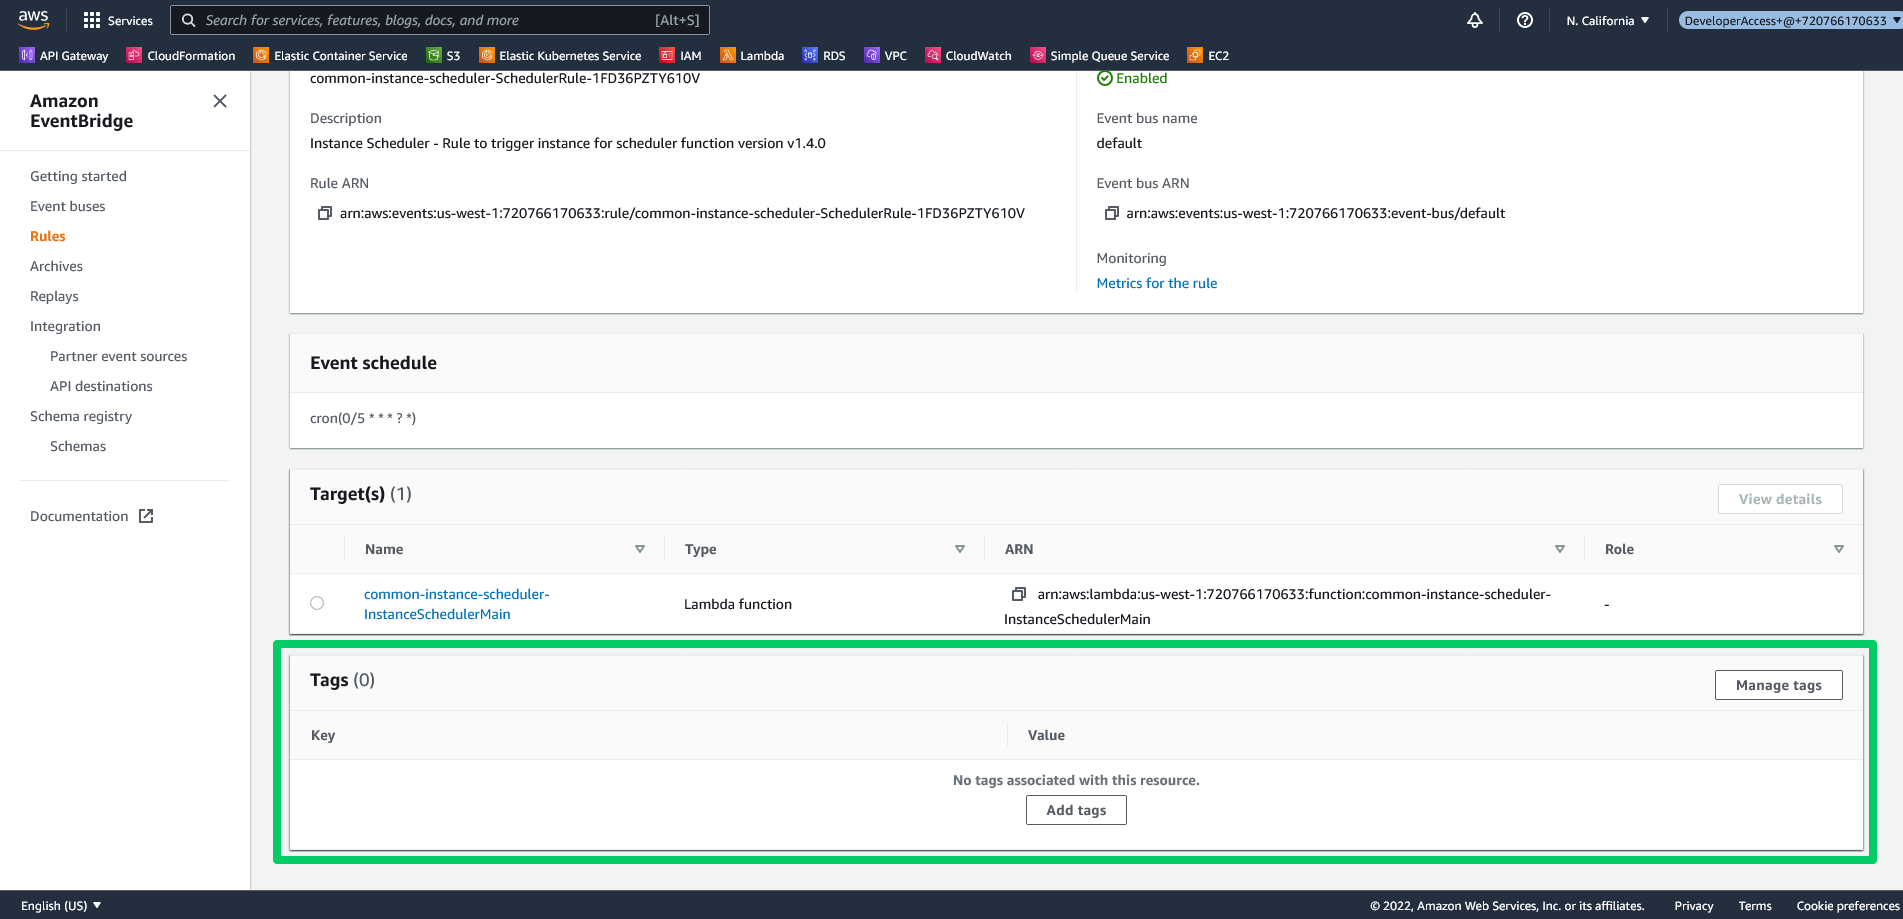 aws
Services
Search for services, features, blogs, docs, and more
[Alt+S]
N. California ▼
DeveloperAccess+@+720766170633 ▼
API Gateway
CloudFormation
Elastic Container Service
S3
Elastic Kubernetes Service
IAM
Lambda
RDS
VPC
CloudWatch
Simple Queue Service
EC2
Amazon
EventBridge
Getting started
Event buses
Rules
Archives
Replays
Integration
Partner event sources
API destinations
Schema registry
Schemas
Documentation
common-instance-scheduler-SchedulerRule-1FD36PZTY610V
Enabled
Description
Instance Scheduler - Rule to trigger instance for scheduler function version v1.4.0
Event bus name
default
Rule ARN
arn:aws:events:us-west-1:720766170633:rule/common-instance-scheduler-SchedulerRule-1FD36PZTY610V
Event bus ARN
arn:aws:events:us-west-1:720766170633:event-bus/default
Monitoring
Metrics for the rule
Event schedule
cron(0/5 * * * ? *)
Target(s) (1)
View details
Name
Type
ARN
Role
common-instance-scheduler-
InstanceSchedulerMain
Lambda function
arn:aws:lambda:us-west-1:720766170633:function:common-instance-scheduler-
InstanceSchedulerMain
-
Tags (0)
Manage tags
Key
Value
No tags associated with this resource.
Add tags
English (US) ▼
© 2022, Amazon Web Services, Inc. or its affiliates.
Privacy
Terms
Cookie preferences